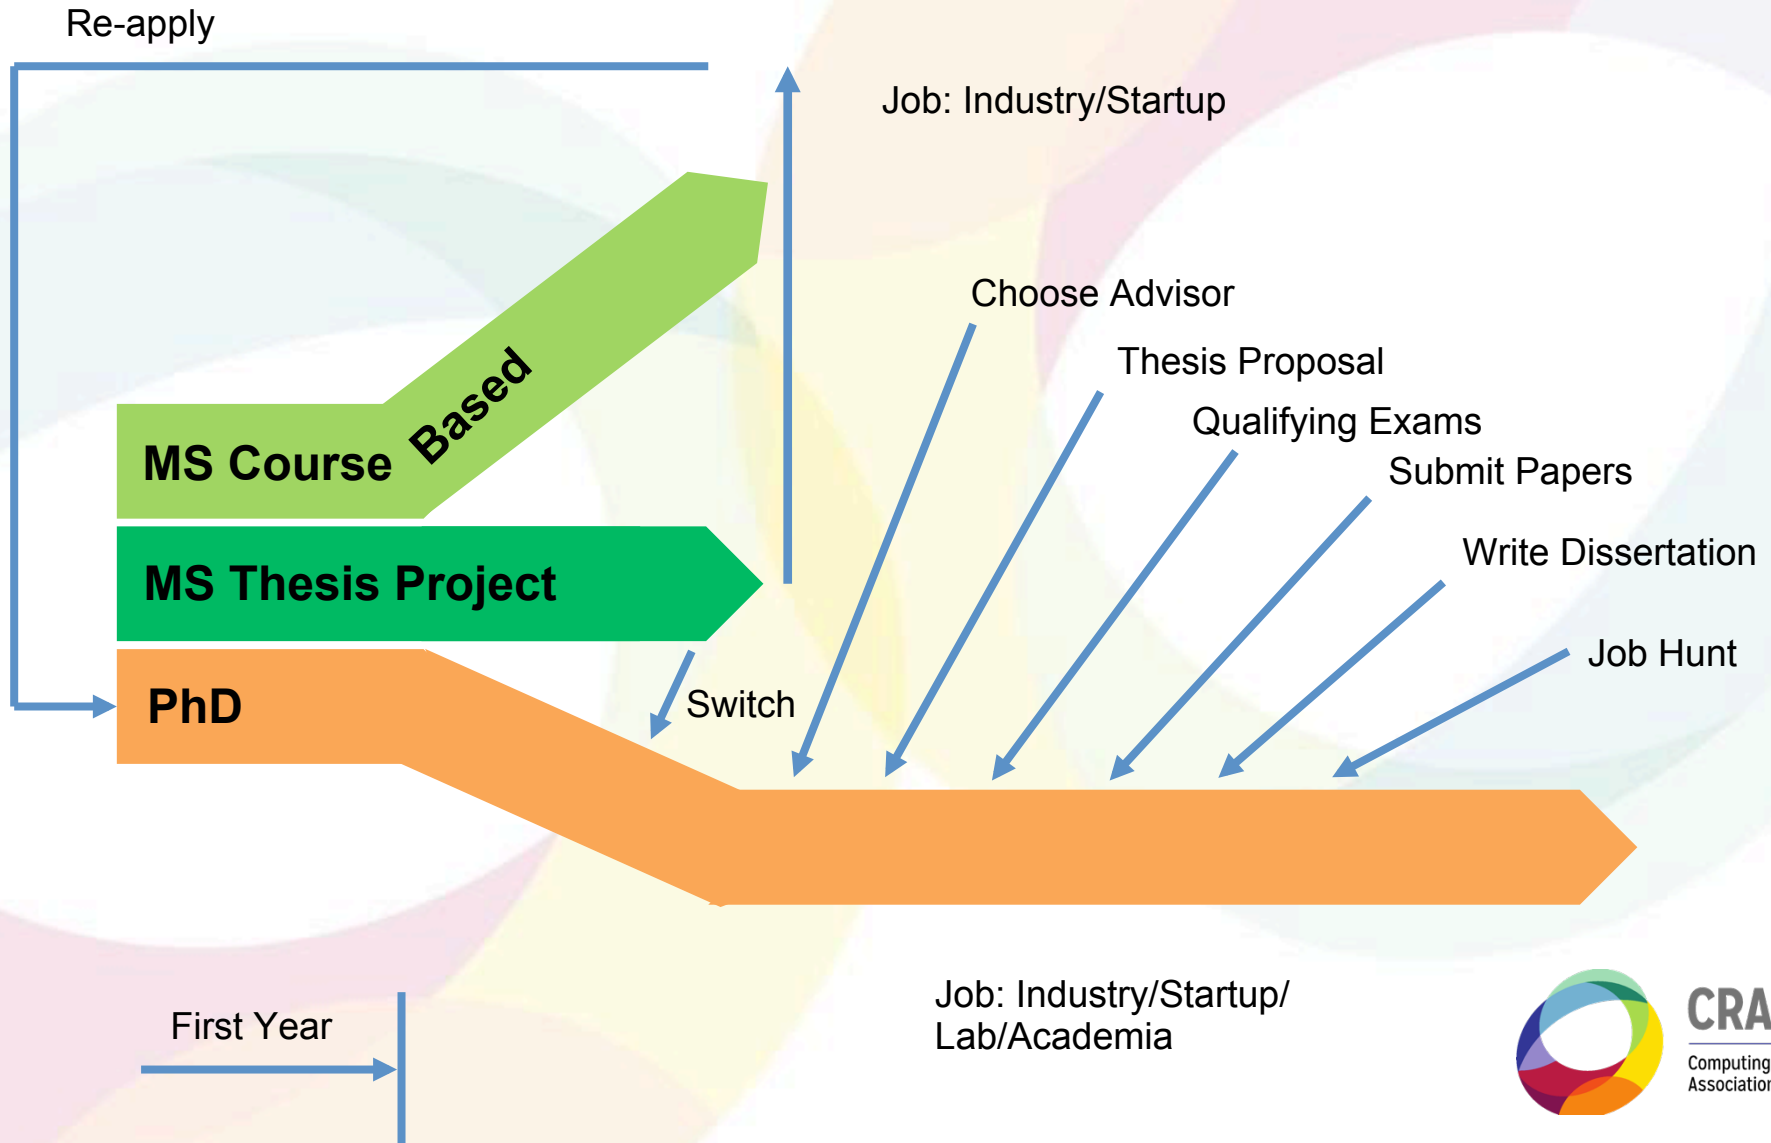 Re-apply
Job: Industry/Startup
Choose Advisor
Thesis Proposal
Qualifying Exams
Submit Papers
Write Dissertation
Job Hunt
MS Course Based
MS Thesis Project
PhD
Switch
First Year
Job: Industry/Startup/
Lab/Academia
CRA
Computing
Association